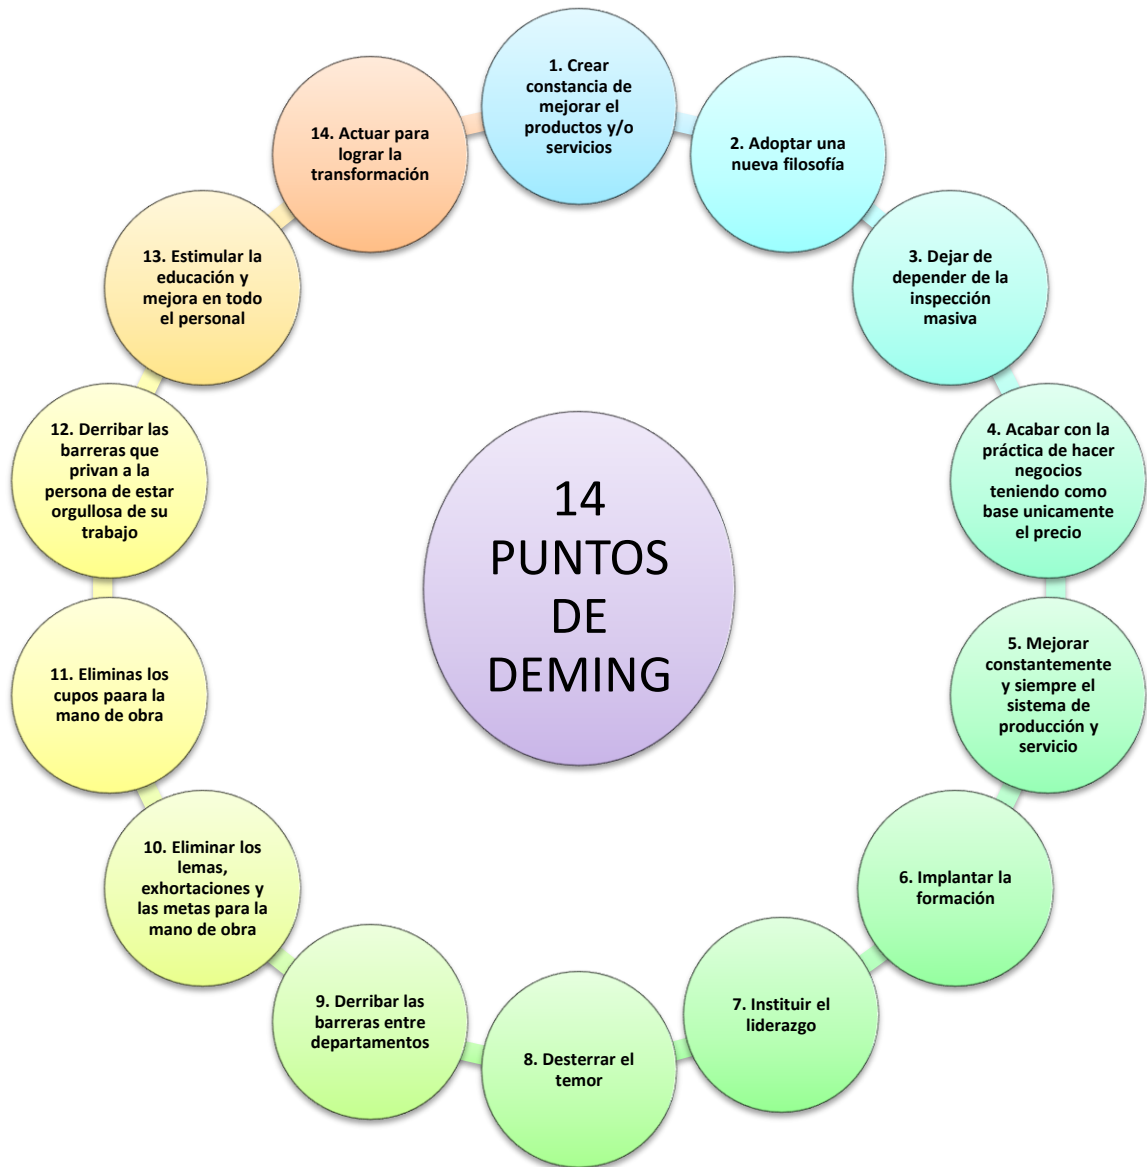 1. Crear
constancia de
mejorar el
productos y/o
servicios
2. Adoptar una
nueva filosofía
3. Dejar de
depender de la
inspección
masiva
4. Acabar con la
práctica de hacer
negocios
teniendo como
base unicamente
el precio
5. Mejorar
constantemente
y siempre el
sistema de
producción y
servicio
6. Implantar la
formación
7. Instituir el
liderazgo
8. Desterrar el
temor
9. Derribar las
barreras entre
departamentos
10. Eliminar los
lemas,
exhortaciones y
las metas para la
mano de obra
11. Eliminas los
cupos paara la
mano de obra
12. Derribar las
barreras que
privan a la
persona de estar
orgullosa de su
trabajo
13. Estimular la
educación y
mejora en todo
el personal
14. Actuar para
lograr la
transformación
14
PUNTOS
DE
DEMING